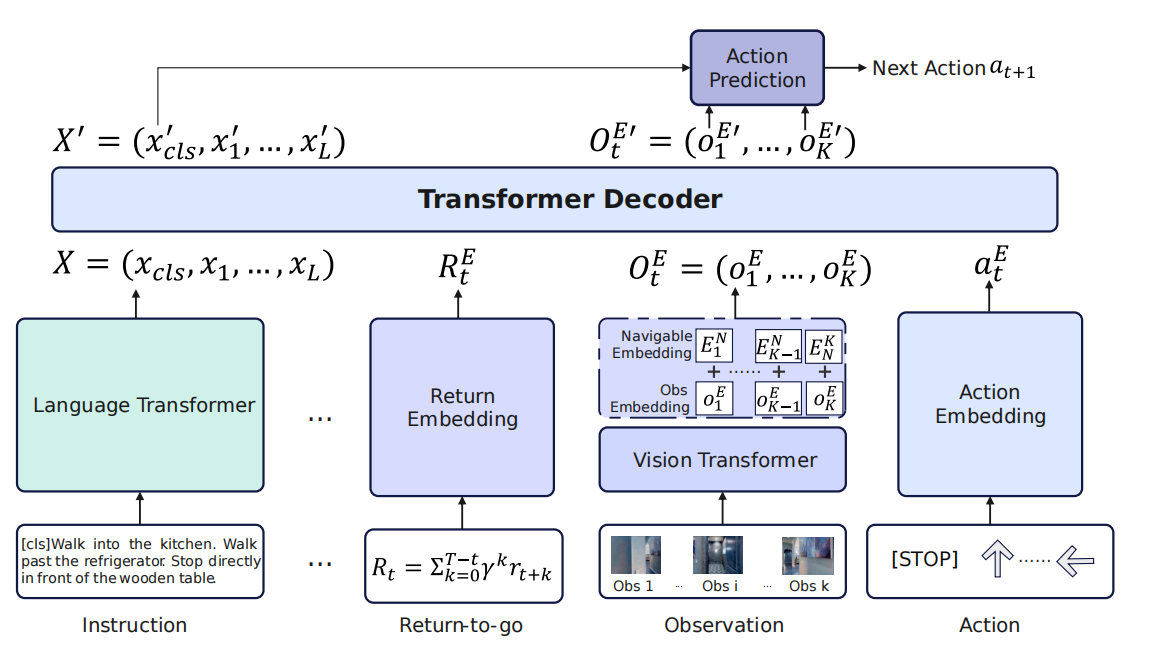 Action
Prediction
Next Action a_{t+1}
X' = (x'_{cls}, x'_1, ..., x'_L)
O_t^{E'} = (o_1^{E'}, ..., o_K^{E'})
Transformer Decoder
X = (x_{cls}, x_1, ..., x_L)
R_t^E
O_t^E = (o_1^E, ..., o_K^E)
a_t^E
Language Transformer
...
Return
Embedding
Navigable
Embedding
E_1^N
E_{K-1}^N
E_N^K
+ ...... + +
Obs
Embedding
o_1^E
o_{K-1}^E
o_K^E
Vision Transformer
Action
Embedding
[cls]Walk into the kitchen. Walk
past the refrigerator. Stop directly
in front of the wooden table.
...
R_t = Σ_{k=0}^{T-t} γ^k r_{t+k}
Obs 1 ... Obs i ... Obs k
[STOP] ......
Instruction
Return-to-go
Observation
Action